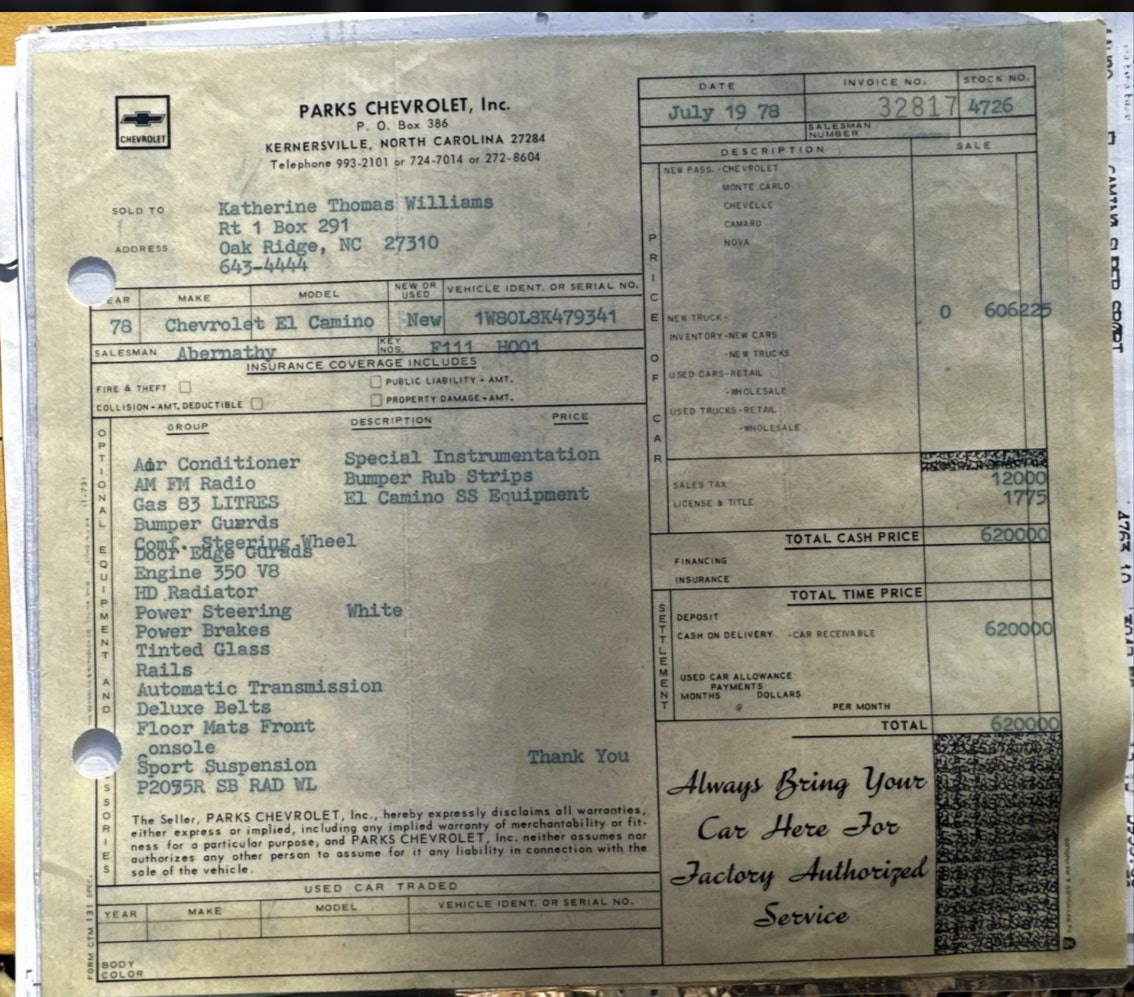 CHEVROLET
PARKS CHEVROLET, Inc.
P. O. Box 386
KERNERSVILLE, NORTH CAROLINA 27284
Telephone 993-2101 or 724-7014 or 272-8604
DATE
INVOICE NO.
STOCK NO.
July 19 78
32817
4726
SALESMAN NUMBER
SOLD TO
Katherine Thomas Williams
Rt 1 Box 291
ADDRESS
Oak Ridge, NC 27310
643-4444
YEAR MAKE MODEL NEW OR USED VEHICLE IDENT. OR SERIAL NO.
78 Chevrolet El Camino New 1W80L8K479341
SALESMAN Abernathy KEY NOS. F111 H001
INSURANCE COVERAGE INCLUDES
FIRE & THEFT
PUBLIC LIABILITY - AMT.
COLLISION - AMT. DEDUCTIBLE
PROPERTY DAMAGE - AMT.
OPTIONAL EQUIPMENT AND ACCESSORIES
GROUP DESCRIPTION PRICE
Air Conditioner Special Instrumentation
AM FM Radio Bumper Rub Strips
Gas 83 LITRES El Camino SS Equipment
Bumper Guards
Comf. Steering Wheel
Door Edge Gurads
Engine 350 V8
HD Radiator
Power Steering White
Power Brakes
Tinted Glass
Rails
Automatic Transmission
Deluxe Belts
Floor Mats Front
Console
Sport Suspension Thank You
SB RAD WL
The Seller, PARKS CHEVROLET, Inc., hereby expressly disclaims all warranties,
either express or implied, including any implied warranty of merchantability or fit-
ness for a particular purpose, and PARKS CHEVROLET, Inc. neither assumes nor
authorizes any other person to assume for it any liability in connection with the
sale of the vehicle.
USED CAR TRADED
YEAR MAKE MODEL VEHICLE IDENT. OR SERIAL NO.
BODY COLOR
DESCRIPTION SALE
PRICE OF CAR
NEW PASS. - CHEVROLET
MONTE CARLO
CHEVELLE
CAMARO
NOVA
NEW TRUCK - 0 606225
INVENTORY - NEW CARS
- NEW TRUCKS
USED CARS - RETAIL
- WHOLESALE
USED TRUCKS - RETAIL
- WHOLESALE
SALES TAX 12000
LICENSE & TITLE 1775
TOTAL CASH PRICE 620000
FINANCING
INSURANCE
TOTAL TIME PRICE
SETTLEMENT
DEPOSIT
CASH ON DELIVERY - CAR RECEIVABLE 620000
USED CAR ALLOWANCE
PAYMENTS
MONTHS DOLLARS
@ PER MONTH
TOTAL 620000
Always Bring Your
Car Here For
Factory Authorized
Service